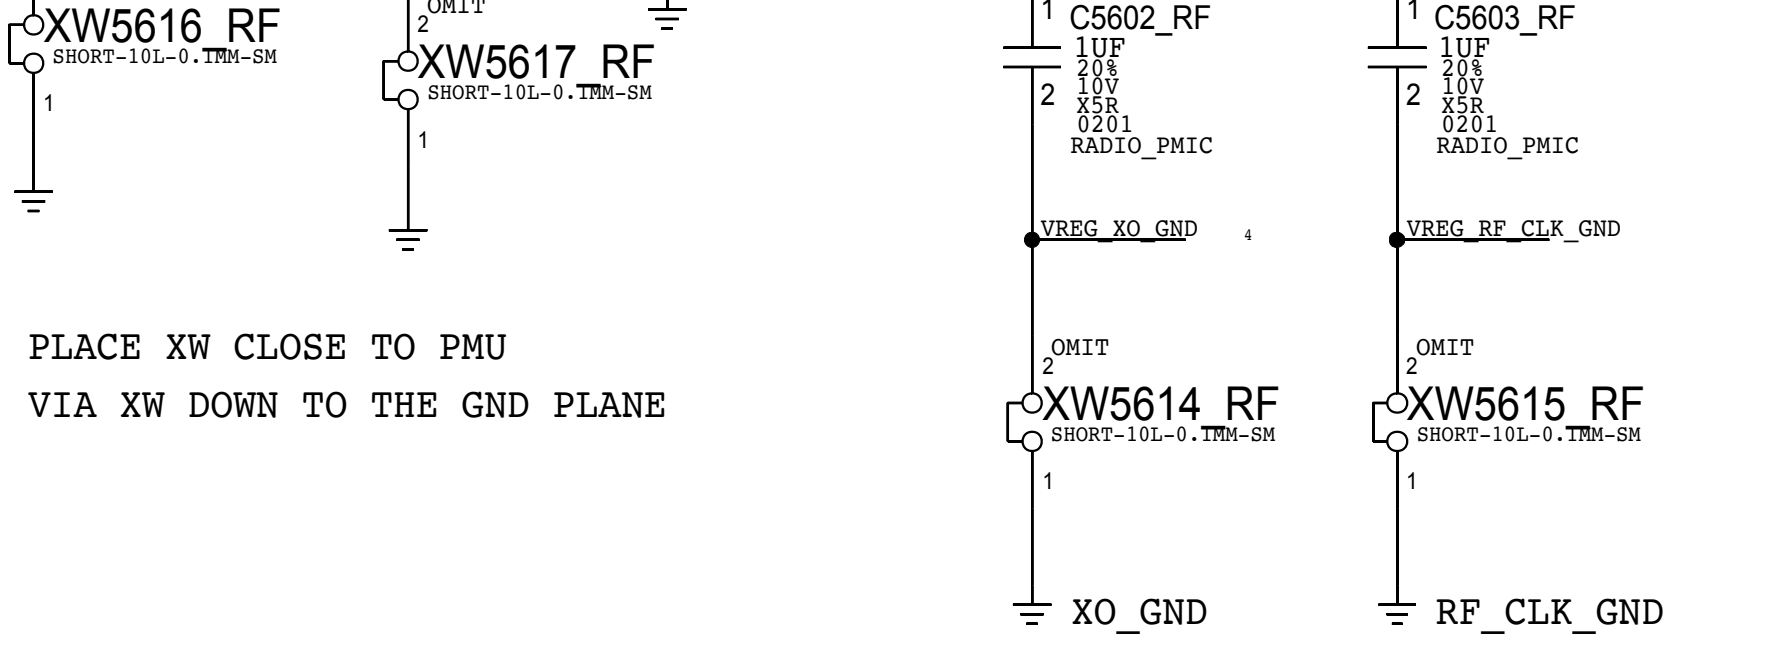 XW5616_RF
SHORT-10L-0.1MM-SM
1
OMIT
2
XW5617_RF
SHORT-10L-0.1MM-SM
1
PLACE XW CLOSE TO PMU
VIA XW DOWN TO THE GND PLANE
1
C5602_RF
1UF
20%
10V
X5R
0201
RADIO_PMIC
2
VREG_XO_GND
4
OMIT
2
XW5614_RF
SHORT-10L-0.1MM-SM
1
XO_GND
1
C5603_RF
1UF
20%
10V
X5R
0201
RADIO_PMIC
2
VREG_RF_CLK_GND
OMIT
2
XW5615_RF
SHORT-10L-0.1MM-SM
1
RF_CLK_GND